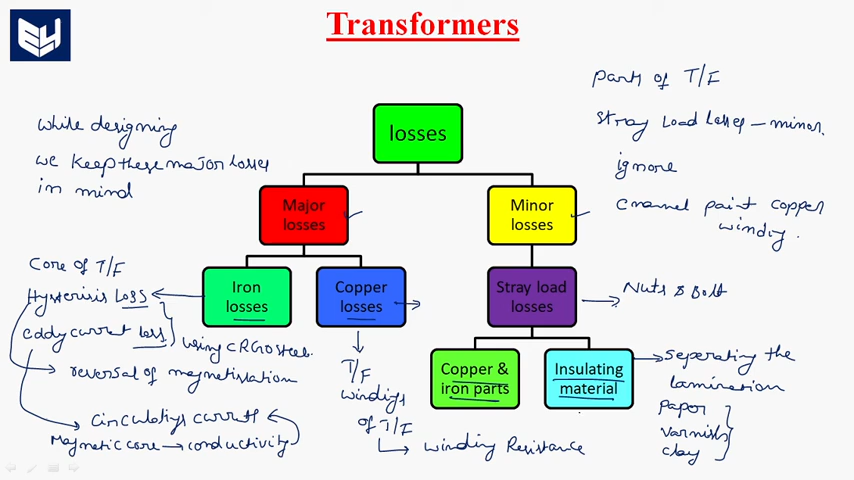 Transformers
Parts of T/F
Stray Load losses – minor.
ignore
enamel paint copper
winding.
while designing
we keep these major losses
in mind
losses
Major
losses
Minor
losses
Core of T/F
Hysterisis Loss
eddy current loss
using CRGO steel.
reversal of magnetisation
Circulatings current
Magnetic core → conductivity
Iron
losses
Copper
losses
T/F
windings
of T/F
winding Resistance
Stray load
losses
Nuts & Bolt
Copper &
iron parts
Insulating
material
seperating the
lamination
paper
varnish
clay